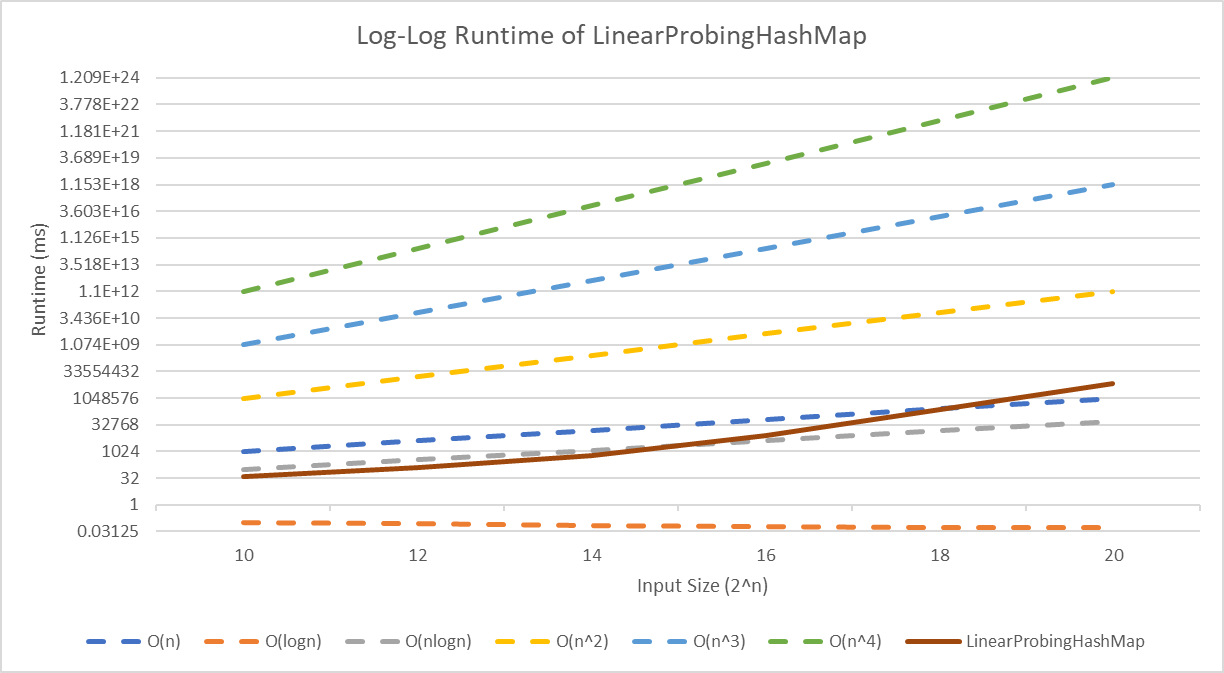 Log-Log Runtime of LinearProbingHashMap
1.209E+24
3.778E+22
1.181E+21
3.689E+19
1.153E+18
3.603E+16
1.126E+15
3.518E+13
1.1E+12
3.436E+10
1.074E+09
33554432
1048576
32768
1024
32
1
0.03125
Runtime (ms)
10 12 14 16 18 20
Input Size (2^n)
O(n) O(logn) O(nlogn) O(n^2) O(n^3) O(n^4) LinearProbingHashMap